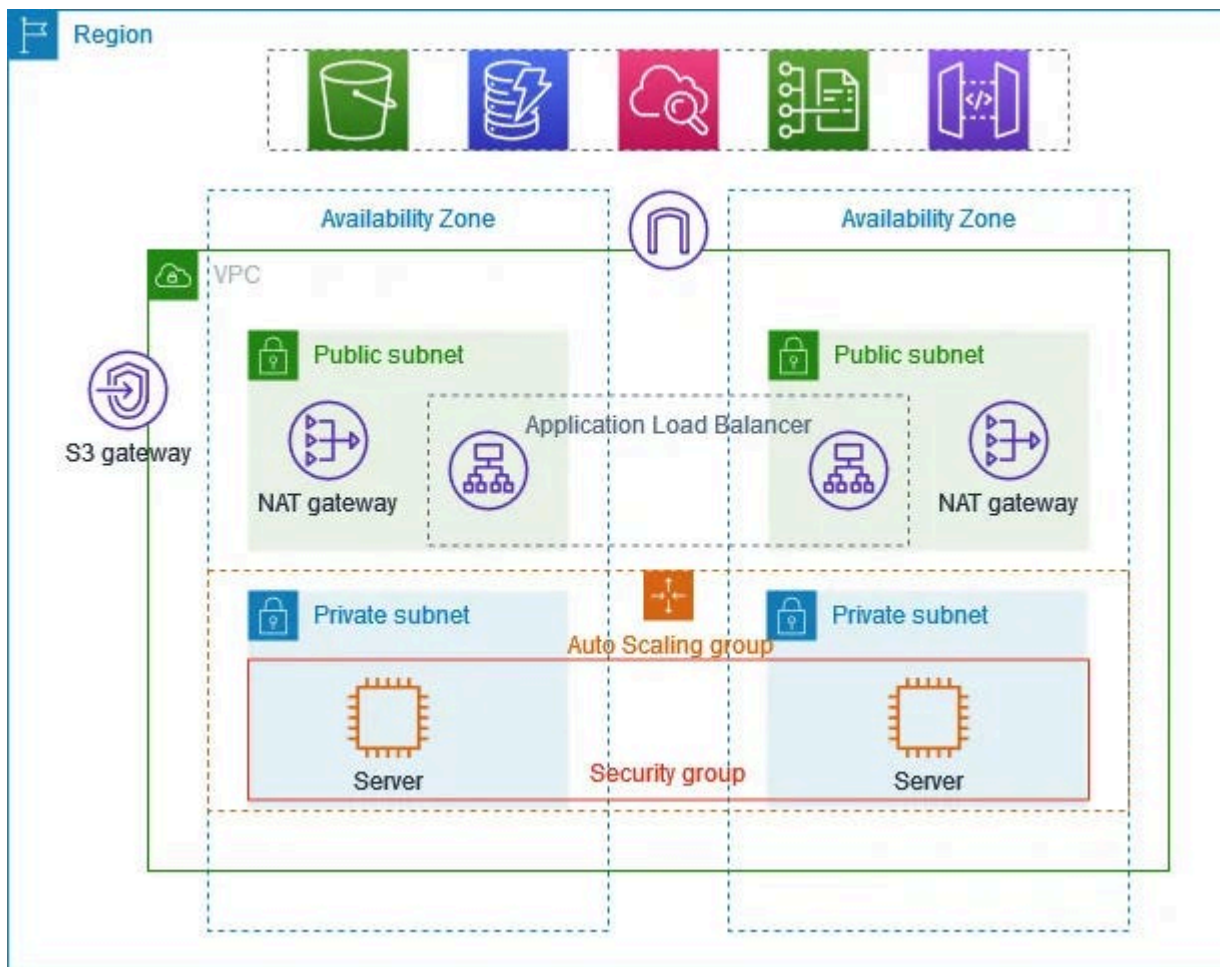 Region
Availability Zone
Availability Zone
VPC
Public subnet
Public subnet
Application Load Balancer
S3 gateway
NAT gateway
NAT gateway
Private subnet
Private subnet
Auto Scaling group
Security group
Server
Server